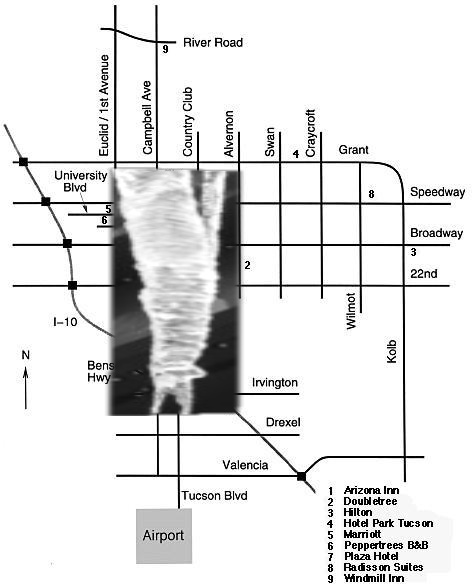 River Road
9
Euclid / 1st Avenue
Campbell Ave
Country Club
Alvernon
Swan
Craycroft
4
Grant
University
Blvd
8
Speedway
5
6
Broadway
3
2
22nd
I-10
Wilmot
Kolb
N
Bens
Hwy
Irvington
Drexel
Valencia
Tucson Blvd
Airport
1 Arizona Inn
2 Doubletree
3 Hilton
4 Hotel Park Tucson
5 Marriott
6 Peppertrees B&B
7 Plaza Hotel
8 Radisson Suites
9 Windmill Inn